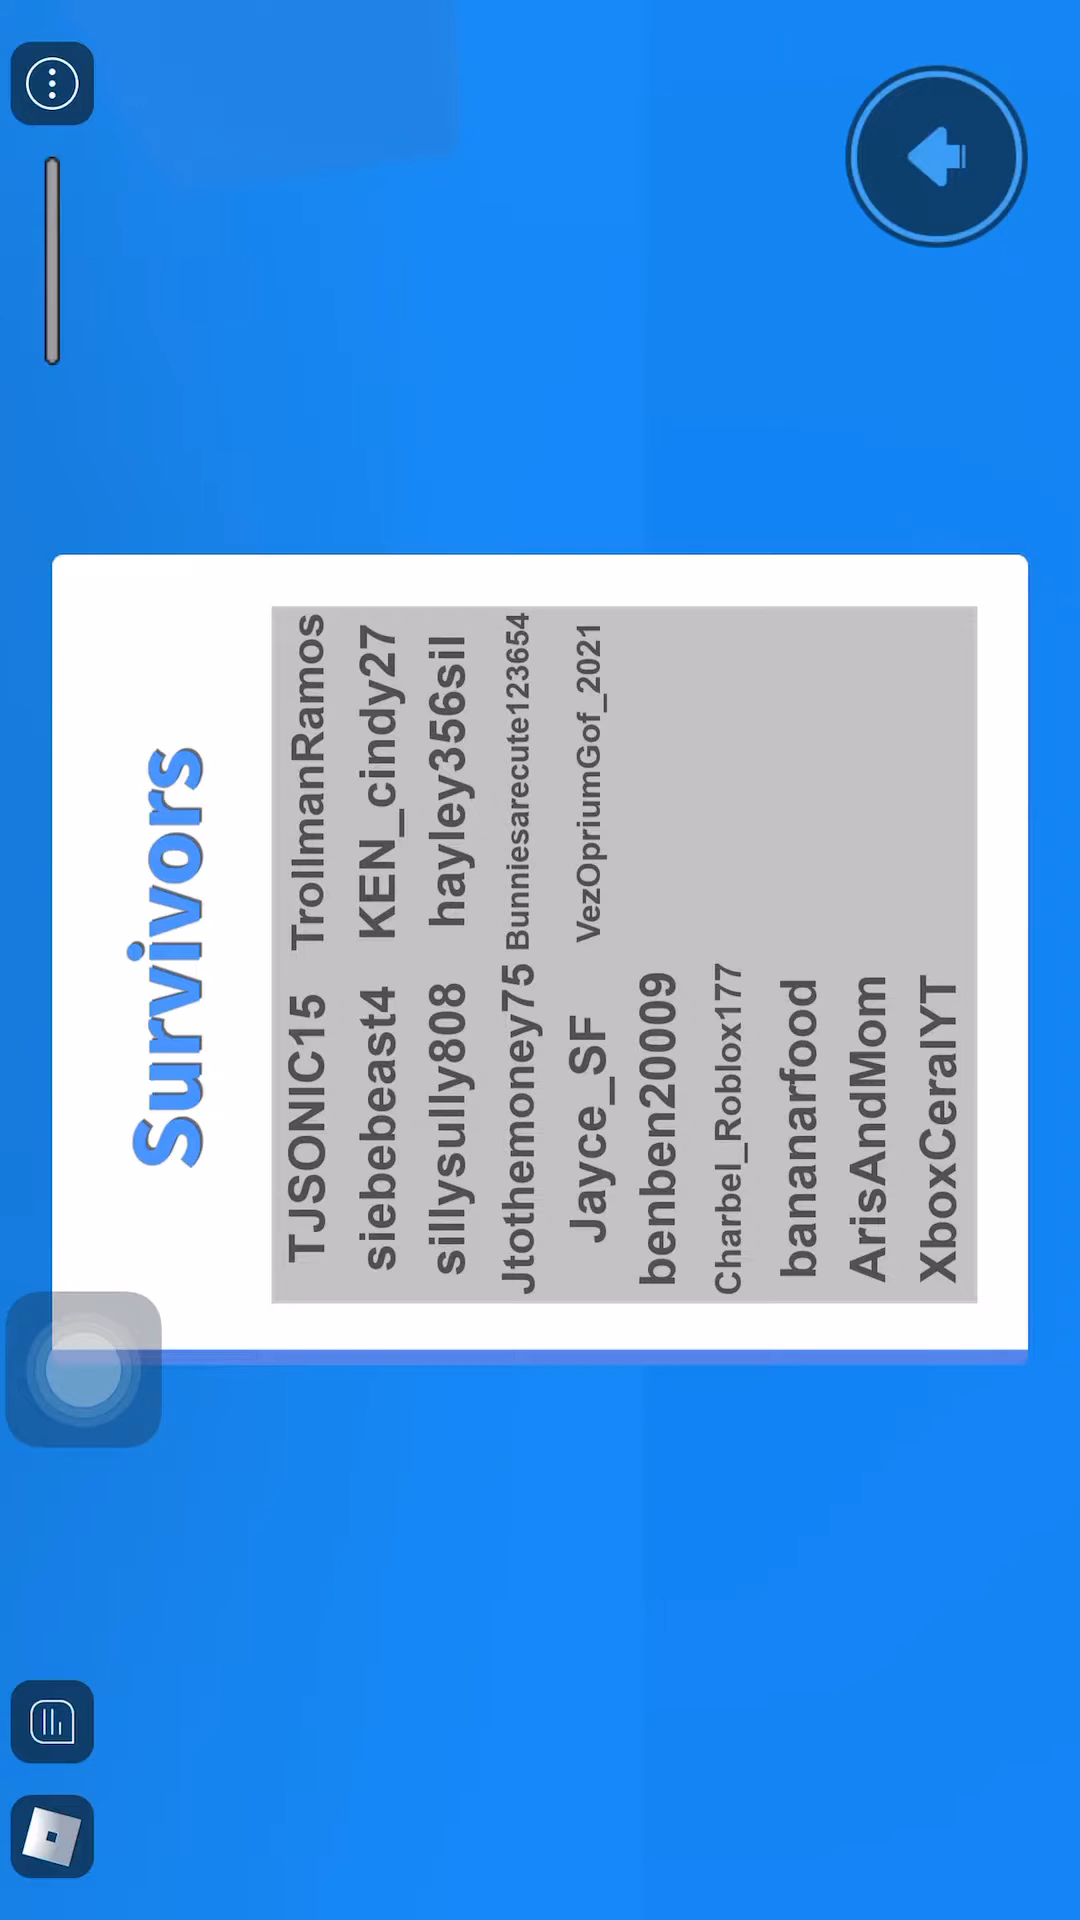 Survivors
TJSONIC15 TrollmanRamos
siebebeast4 KEN_cindy27
sillysully808 hayley356sil
Jtothemoney75 Bunniesarecute123654
Jayce_SF VezOpriumGof_2021
benben20009
Charbel_Roblox177
bananarfood
ArisAndMom
XboxCeralYT